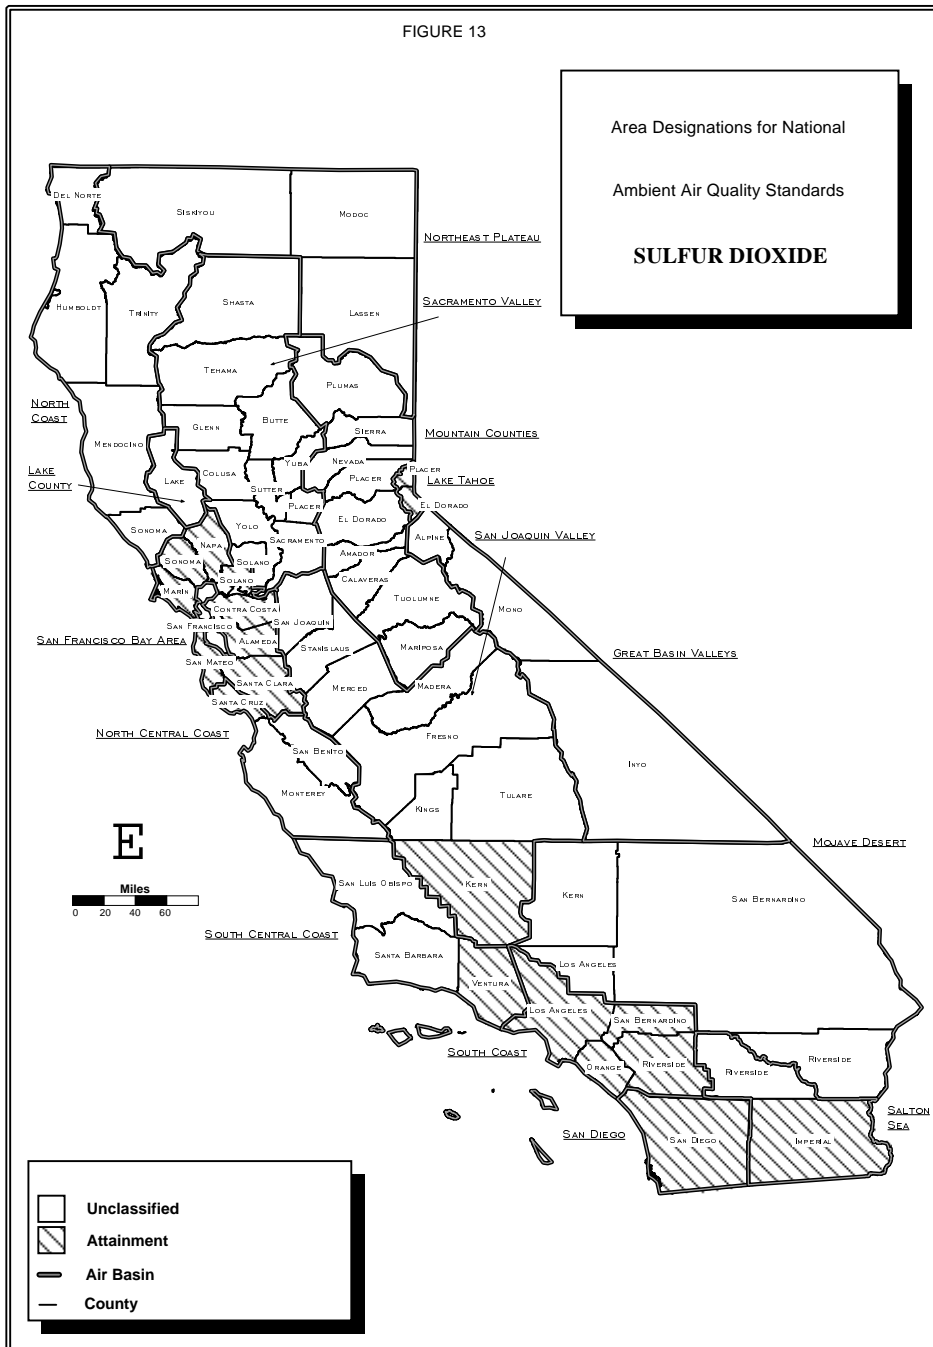 FIGURE 13
Area Designations for National
Ambient Air Quality Standards
SULFUR DIOXIDE
DEL NORTE
SISKIYOU
MODOC
NORTHEAST PLATEAU
SACRAMENTO VALLEY
HUMBOLDT
TRINITY
SHASTA
LASSEN
TEHAMA
PLUMAS
NORTH
COAST
GLENN
BUTTE
SIERRA
MOUNTAIN COUNTIES
MENDOCINO
LAKE
COUNTY
LAKE
COLUSA
YUBA
NEVADA
PLACER
PLACER
LAKE TAHOE
SUTTER
PLACER
EL DORADO
EL DORADO
SONOMA
NAPA
YOLO
SACRAMENTO
ALPINE
SAN JOAQUIN VALLEY
SONOMA
SOLANO
AMADOR
SOLANO
CALAVERAS
MARIN
TUOLUMNE
MONO
CONTRA COSTA
SAN FRANCISCO
SAN JOAQUIN
SAN FRANCISCO BAY AREA
ALAMEDA
STANISLAUS
MARIPOSA
GREAT BASIN VALLEYS
SAN MATEO
SANTA CLARA
MERCED
MADERA
SANTA CRUZ
NORTH CENTRAL COAST
FRESNO
SAN BENITO
INYO
MONTEREY
KINGS
TULARE
E
MOJAVE DESERT
Miles
0 20 40 60
SAN LUIS OBISPO
KERN
KERN
SAN BERNARDINO
SOUTH CENTRAL COAST
SANTA BARBARA
LOS ANGELES
VENTURA
LOS ANGELES
SAN BERNARDINO
SOUTH COAST
ORANGE
RIVERSIDE
RIVERSIDE
RIVERSIDE
SALTON
SEA
SAN DIEGO
SAN DIEGO
IMPERIAL
Unclassified
Attainment
Air Basin
County